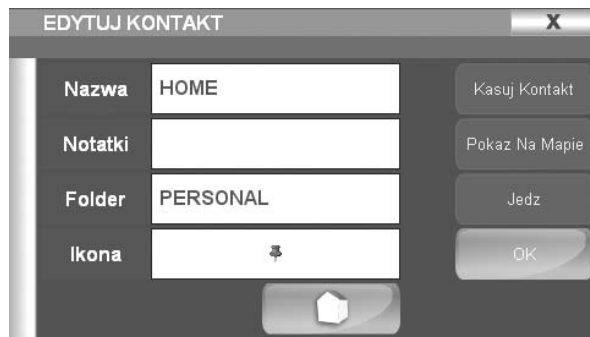 EDYTUJ KONTAKT X
Nazwa HOME Kasuj Kontakt
Notatki Pokaz Na Mapie
Folder PERSONAL Jedz
Ikona OK